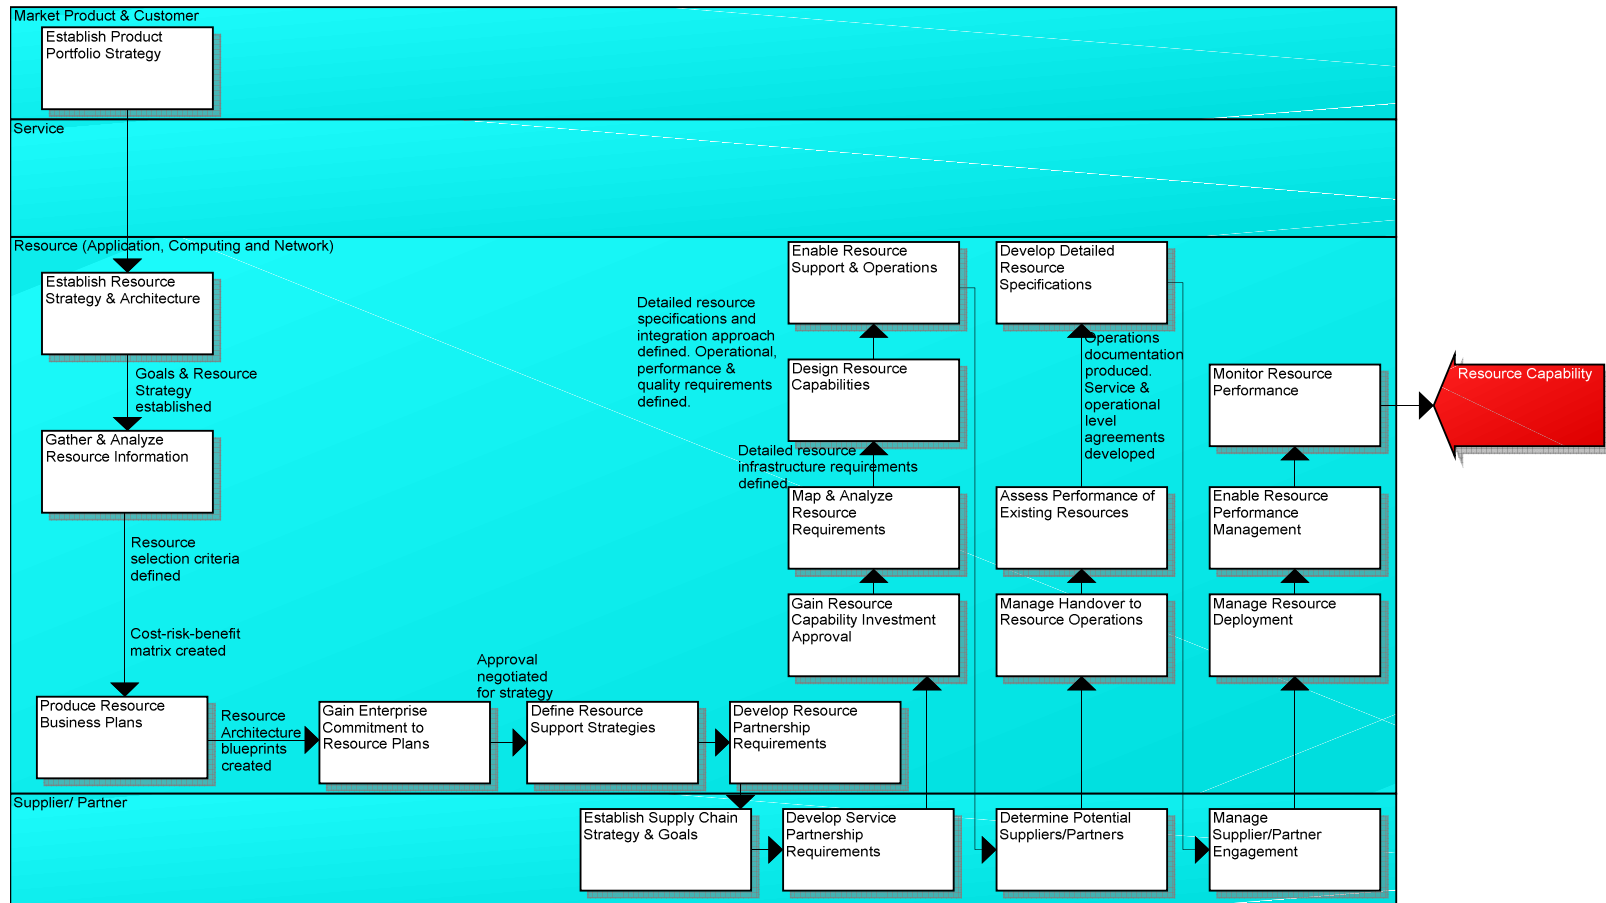 Market Product & Customer
Establish Product
Portfolio Strategy
Service
Resource (Application, Computing and Network)
Establish Resource
Strategy & Architecture
Goals & Resource
Strategy
established
Gather & Analyze
Resource Information
Resource
selection criteria
defined
Cost-risk-benefit
matrix created
Produce Resource
Business Plans
Resource
Architecture
blueprints
created
Gain Enterprise
Commitment to
Resource Plans
Approval
negotiated
for strategy
Define Resource
Support Strategies
Develop Resource
Partnership
Requirements
Enable Resource
Support & Operations
Detailed resource
specifications and
integration approach
defined. Operational,
performance &
quality requirements
defined.
Design Resource
Capabilities
Detailed resource
infrastructure requirements
defined
Map & Analyze
Resource
Requirements
Gain Resource
Capability Investment
Approval
Develop Detailed
Resource
Specifications
Operations
documentation
produced.
Service &
operational
level
agreements
developed
Assess Performance of
Existing Resources
Manage Handover to
Resource Operations
Monitor Resource
Performance
Enable Resource
Performance
Management
Manage Resource
Deployment
Resource Capability
Supplier/ Partner
Establish Supply Chain
Strategy & Goals
Develop Service
Partnership
Requirements
Determine Potential
Suppliers/Partners
Manage
Supplier/Partner
Engagement